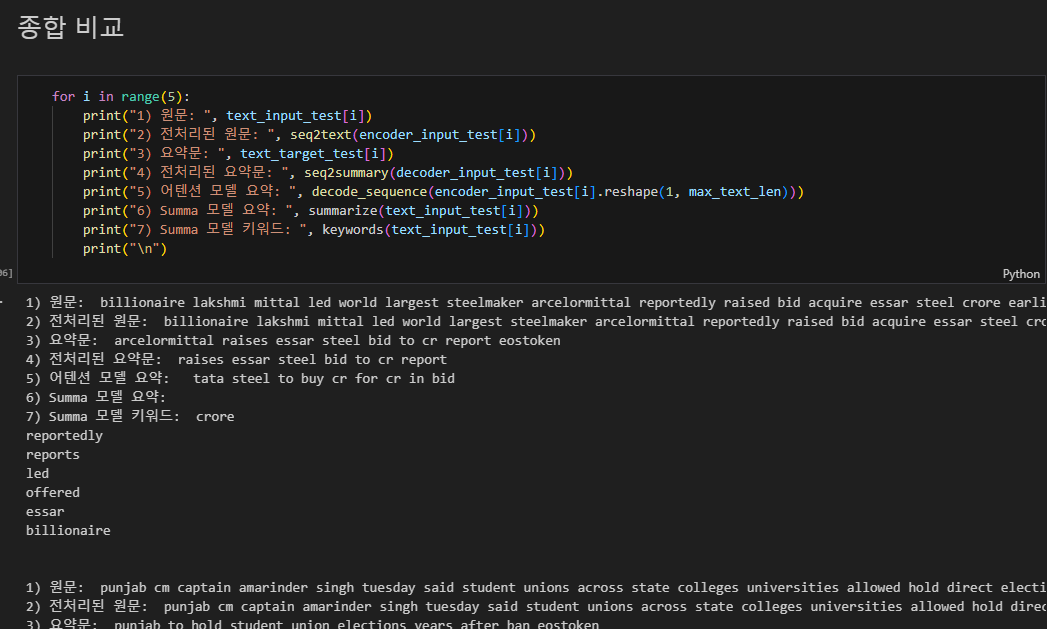 종합 비교
for i in range(5):
print("1) 원문: ", text_input_test[i])
print("2) 전처리된 원문: ", seq2text(encoder_input_test[i]))
print("3) 요약문: ", text_target_test[i])
print("4) 전처리된 요약문: ", seq2summary(decoder_input_test[i]))
print("5) 어텐션 모델 요약: ", decode_sequence(encoder_input_test[i].reshape(1, max_text_len)))
print("6) Summa 모델 요약: ", summarize(text_input_test[i]))
print("7) Summa 모델 키워드: ", keywords(text_input_test[i]))
print("\n")
Python
1) 원문:  billionaire lakshmi mittal led world largest steelmaker arcelormittal reportedly raised bid acquire essar steel crore earli
2) 전처리된 원문:  billionaire lakshmi mittal led world largest steelmaker arcelormittal reportedly raised bid acquire essar steel cro
3) 요약문:  arcelormittal raises essar steel bid to cr report eostoken
4) 전처리된 요약문:  raises essar steel bid to cr report
5) 어텐션 모델 요약:   tata steel to buy cr for cr in bid
6) Summa 모델 요약:
7) Summa 모델 키워드:  crore
reportedly
reports
led
offered
essar
billionaire
1) 원문:  punjab cm captain amarinder singh tuesday said student unions across state colleges universities allowed hold direct electi
2) 전처리된 원문:  punjab cm captain amarinder singh tuesday said student unions across state colleges universities allowed hold direc
3) 요약문:  punjab to hold student union elections years after ban eostoken